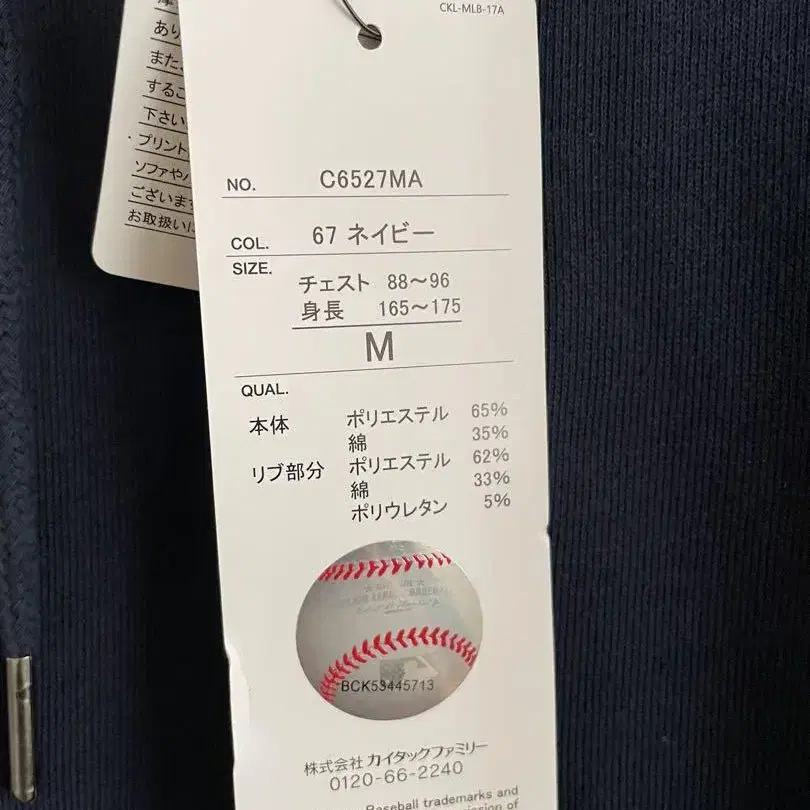 CKL-MLB-17A
あり
また、
するこ
下さい
・プリント
ソファや
ございます
お取扱いに
NO. C6527MA
COL. 67 ネイビー
SIZE.
チェスト 88～96
身長 165～175
M
QUAL.
本体 ポリエステル 65%
綿 35%
リブ部分 ポリエステル 62%
綿 33%
ポリウレタン 5%
BCK53445713
株式会社 カイタックファミリー
0120-66-2240
Baseball trademarks and